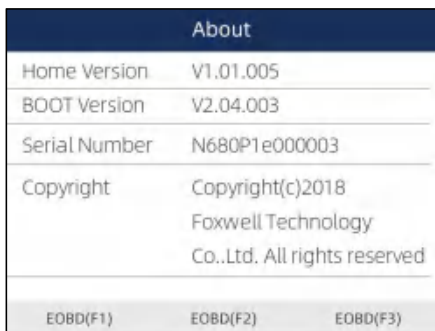 About
Home Version V1.01.005
BOOT Version V2.04.003
Serial Number N680P1e000003
Copyright Copyright(c)2018
Foxwell Technology
Co..Ltd. All rights reserved
EOBD(F1) EOBD(F2) EOBD(F3)